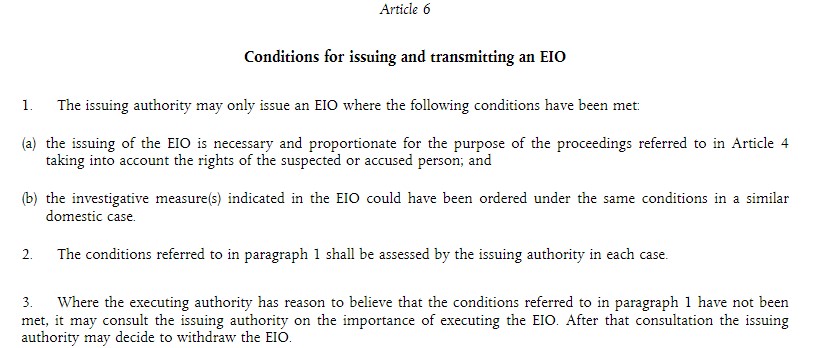 Article 6
Conditions for issuing and transmitting an EIO
1. The issuing authority may only issue an EIO where the following conditions have been met:
(a) the issuing of the EIO is necessary and proportionate for the purpose of the proceedings referred to in Article 4
taking into account the rights of the suspected or accused person; and
(b) the investigative measure(s) indicated in the EIO could have been ordered under the same conditions in a similar
domestic case.
2. The conditions referred to in paragraph 1 shall be assessed by the issuing authority in each case.
3. Where the executing authority has reason to believe that the conditions referred to in paragraph 1 have not been
met, it may consult the issuing authority on the importance of executing the EIO. After that consultation the issuing
authority may decide to withdraw the EIO.